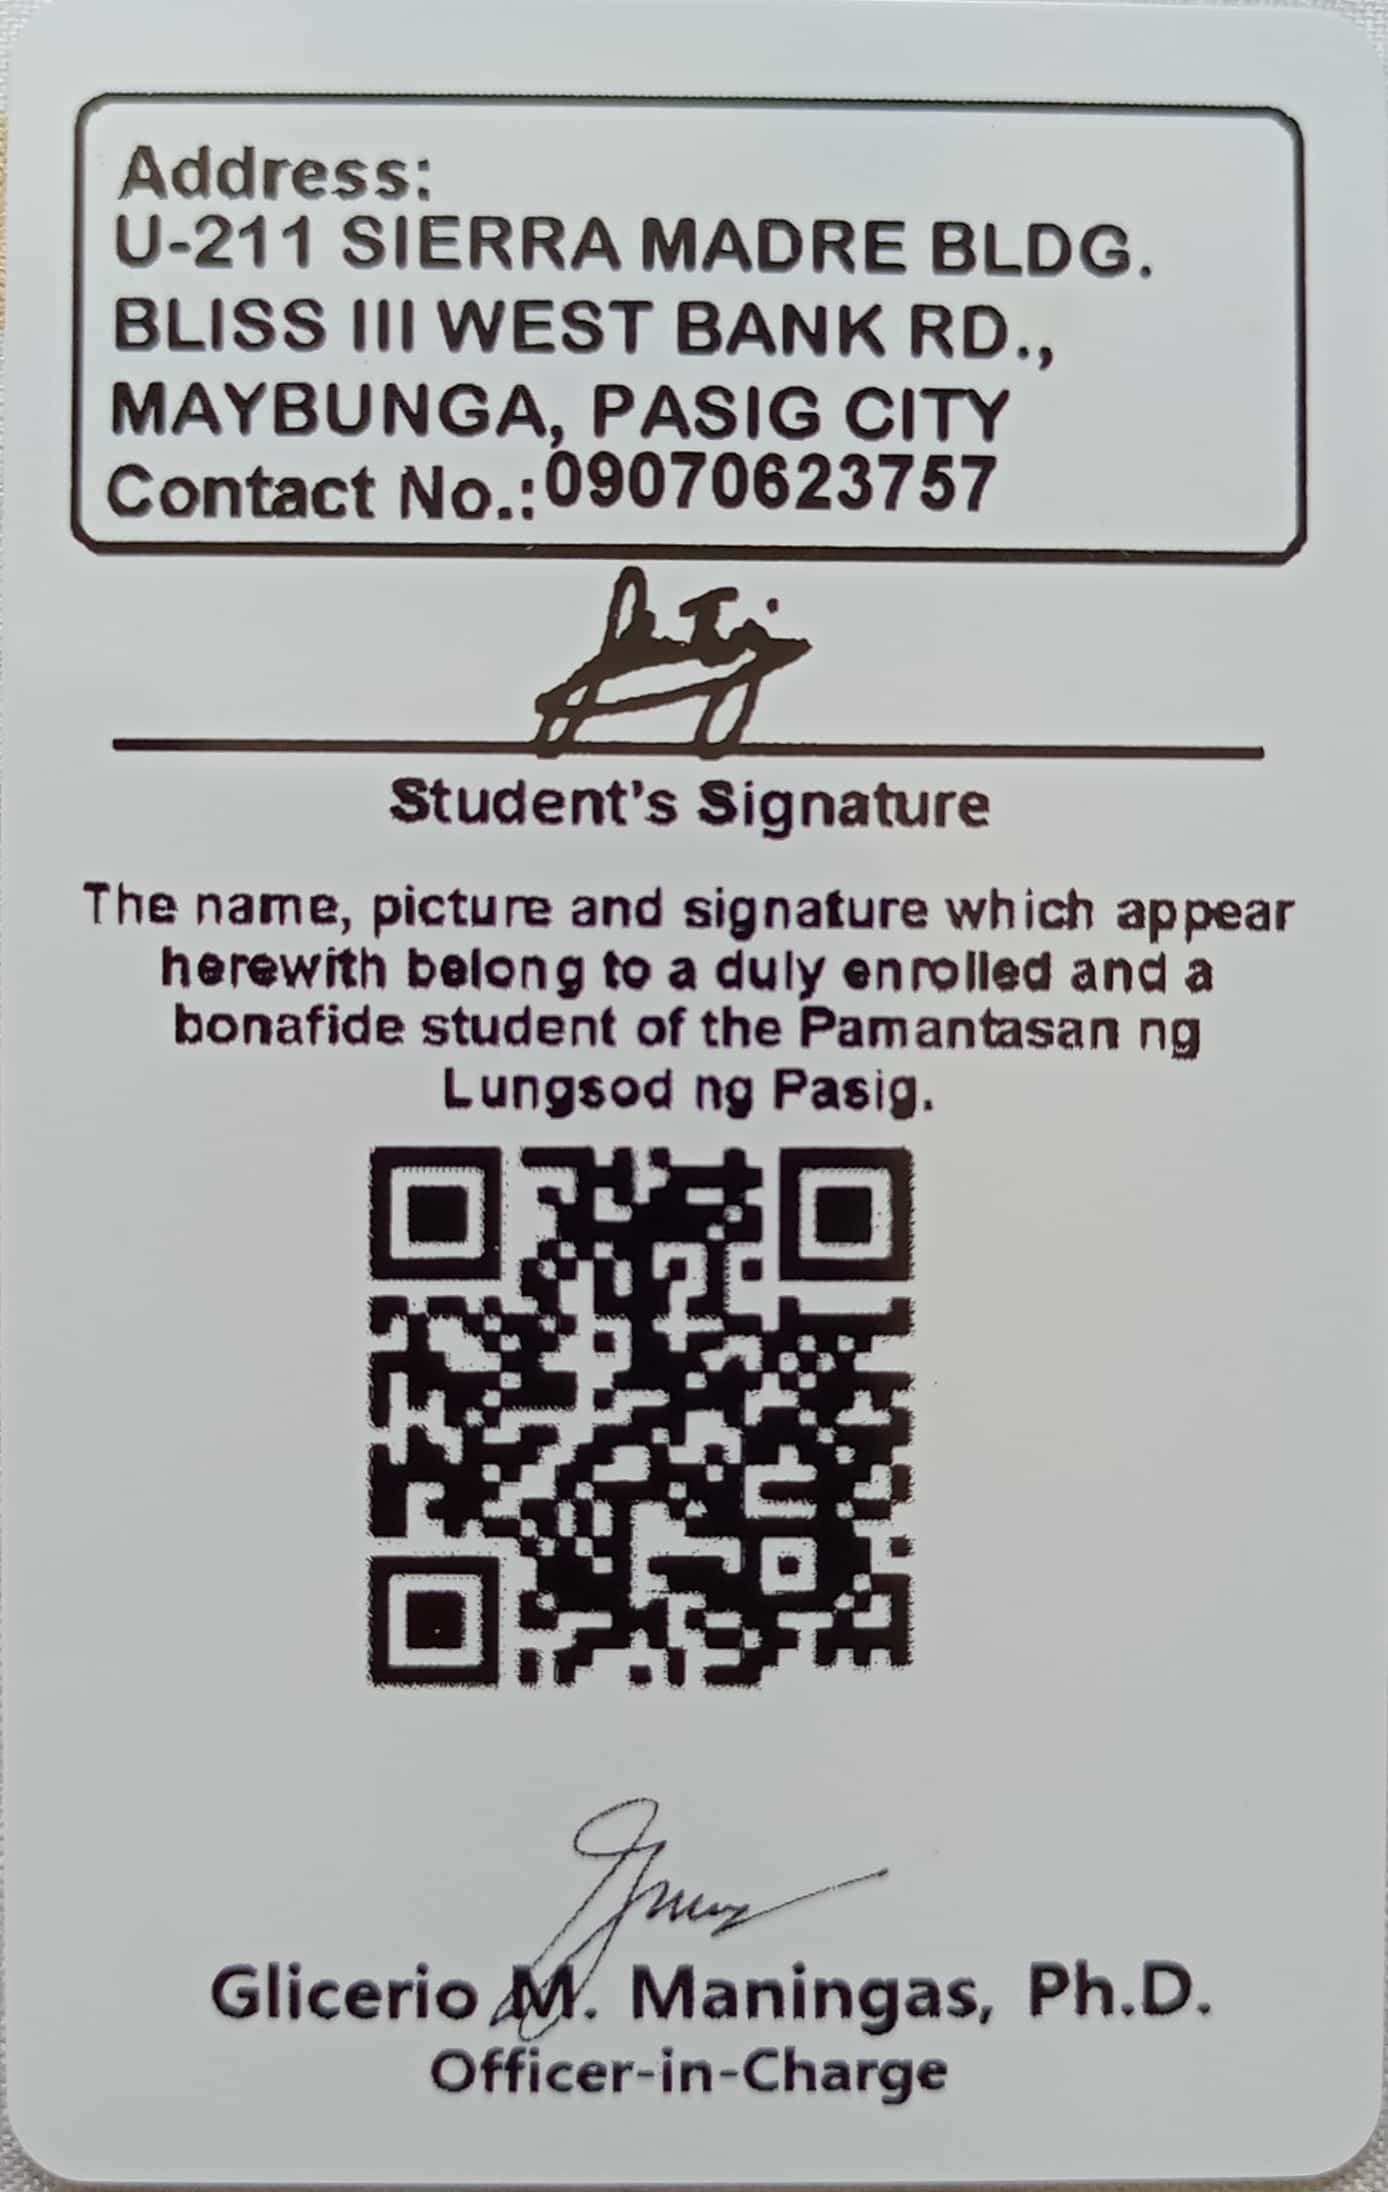 Address:
U-211 SIERRA MADRE BLDG.
BLISS III WEST BANK RD.,
MAYBUNGA, PASIG CITY
Contact No.:09070623757
Student's Signature
The name, picture and signature which appear
herewith belong to a duly enrolled and a
bonafide student of the Pamantasan ng
Lungsod ng Pasig.
Glicerio M. Maningas, Ph.D.
Officer-in-Charge